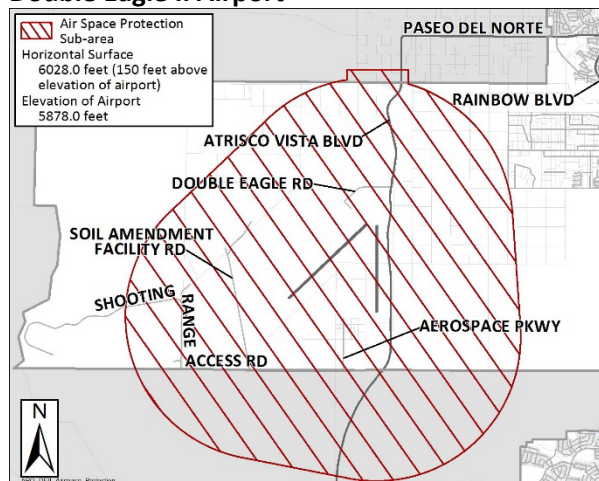 Double Eagle II Airport
Air Space Protection
Sub-area
Horizontal Surface
6028.0 feet (150 feet above
elevation of airport)
Elevation of Airport
5878.0 feet
PASEO DEL NORTE
RAINBOW BLVD
ATRISCO VISTA BLVD
DOUBLE EAGLE RD
SOIL AMENDMENT
FACILITY RD
SHOOTING
RANGE
ACCESS RD
AEROSPACE PKWY
N